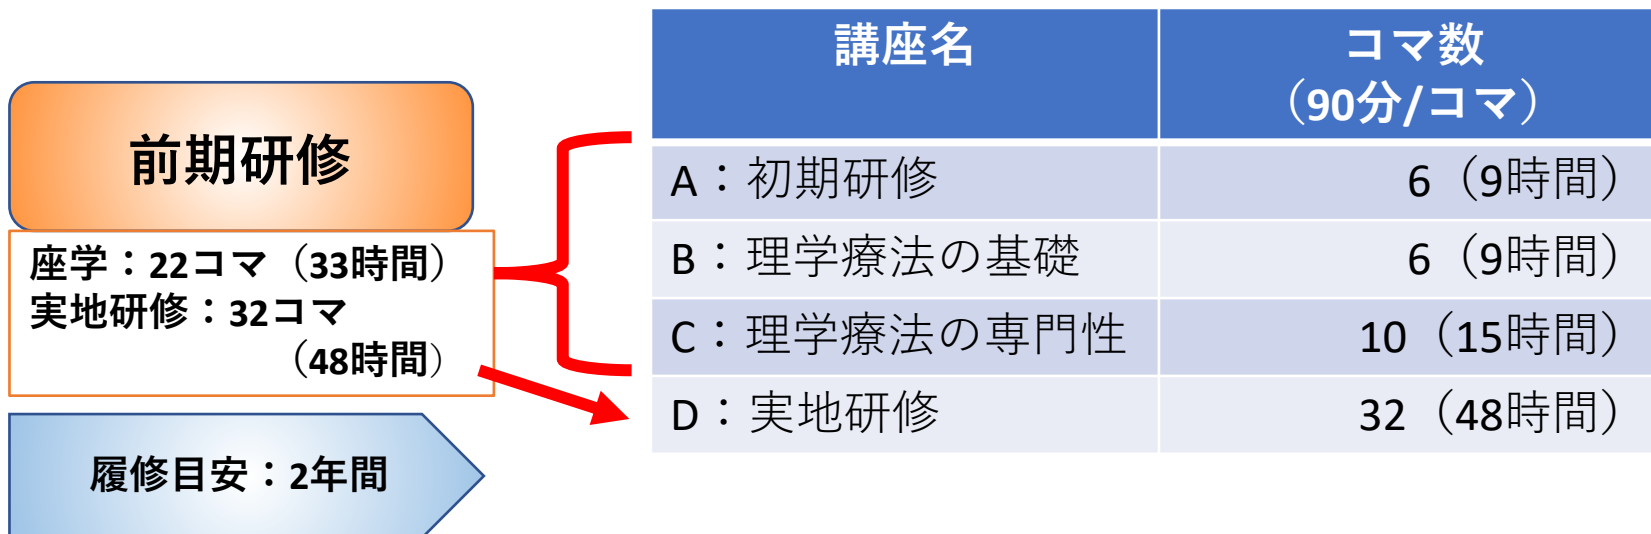 前期研修
座学：22コマ（33時間）
実地研修：32コマ
（48時間）
履修目安：2年間
講座名 コマ数
（90分/コマ）
A：初期研修 6（9時間）
B：理学療法の基礎 6（9時間）
C：理学療法の専門性 10（15時間）
D：実地研修 32（48時間）